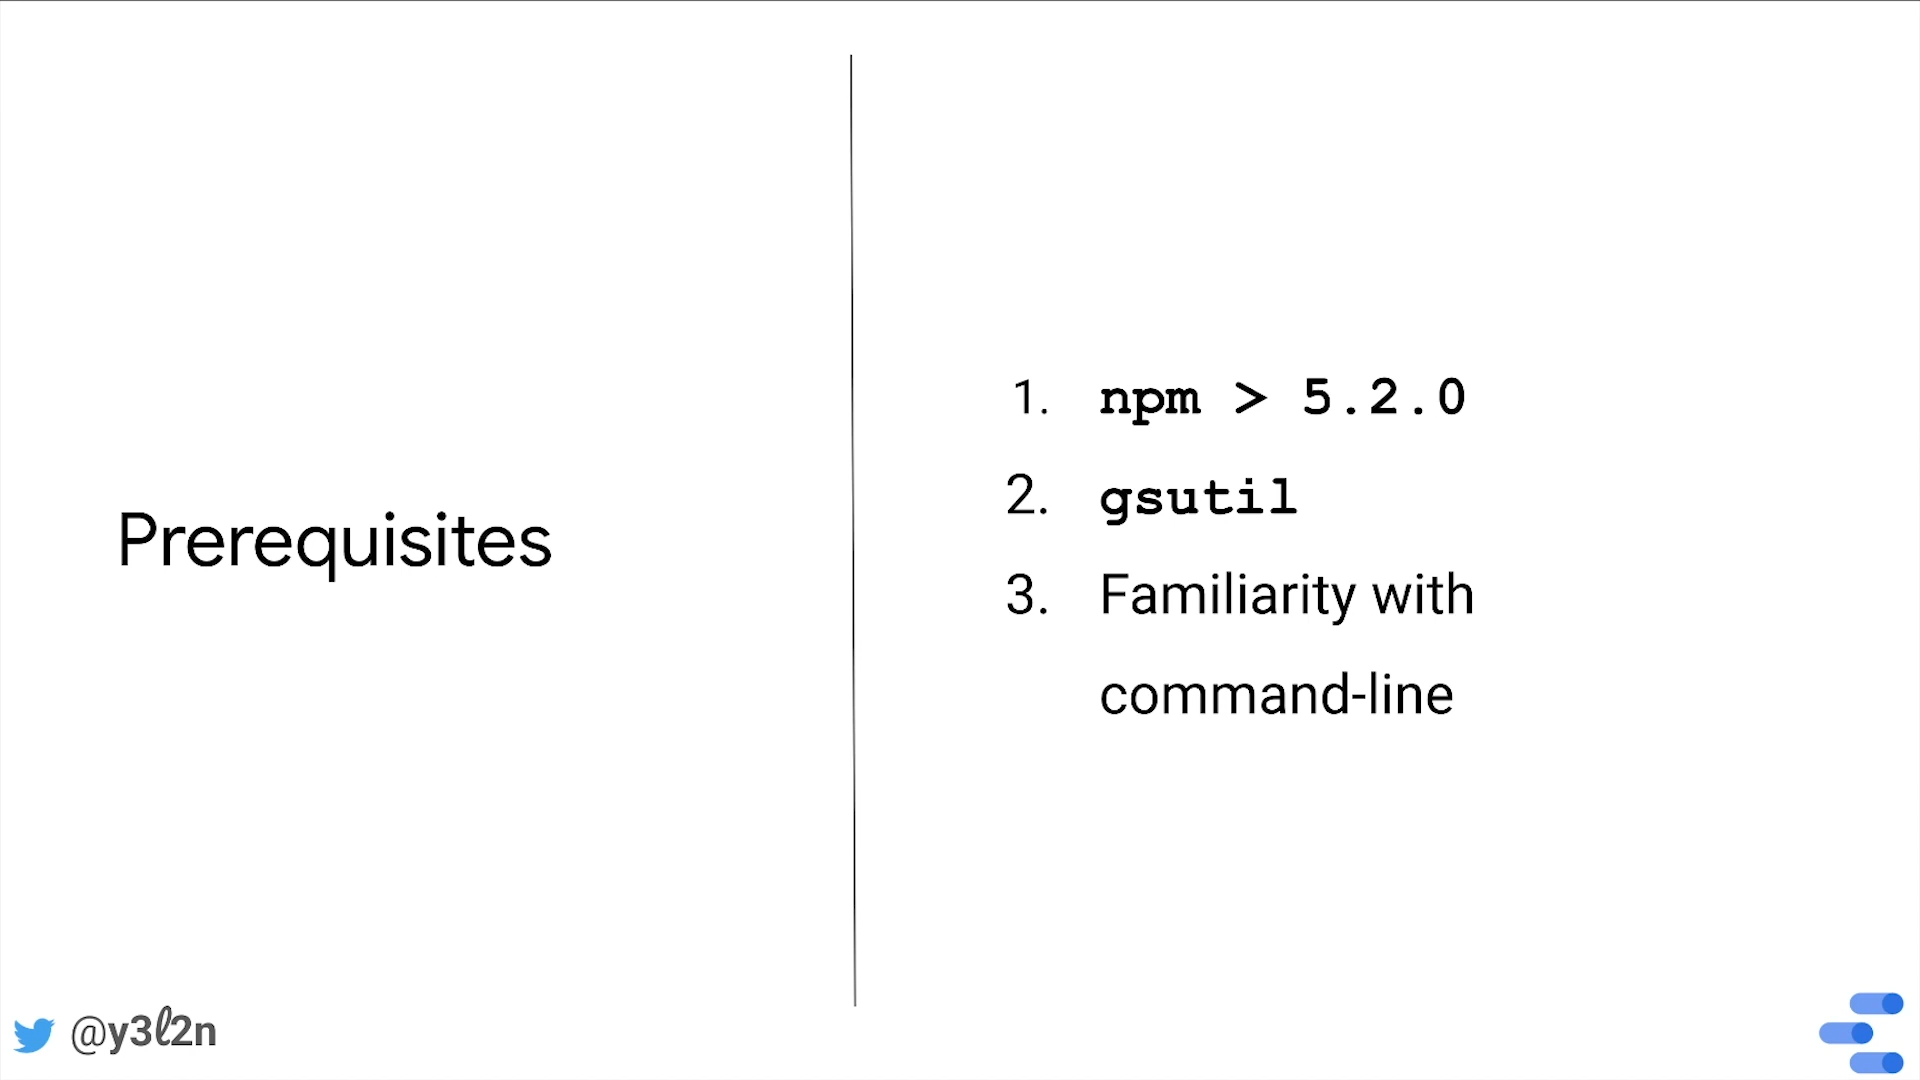 Prerequisites
1. npm > 5.2.0
2. gsutil
3. Familiarity with
command-line
@y3ℓ2n